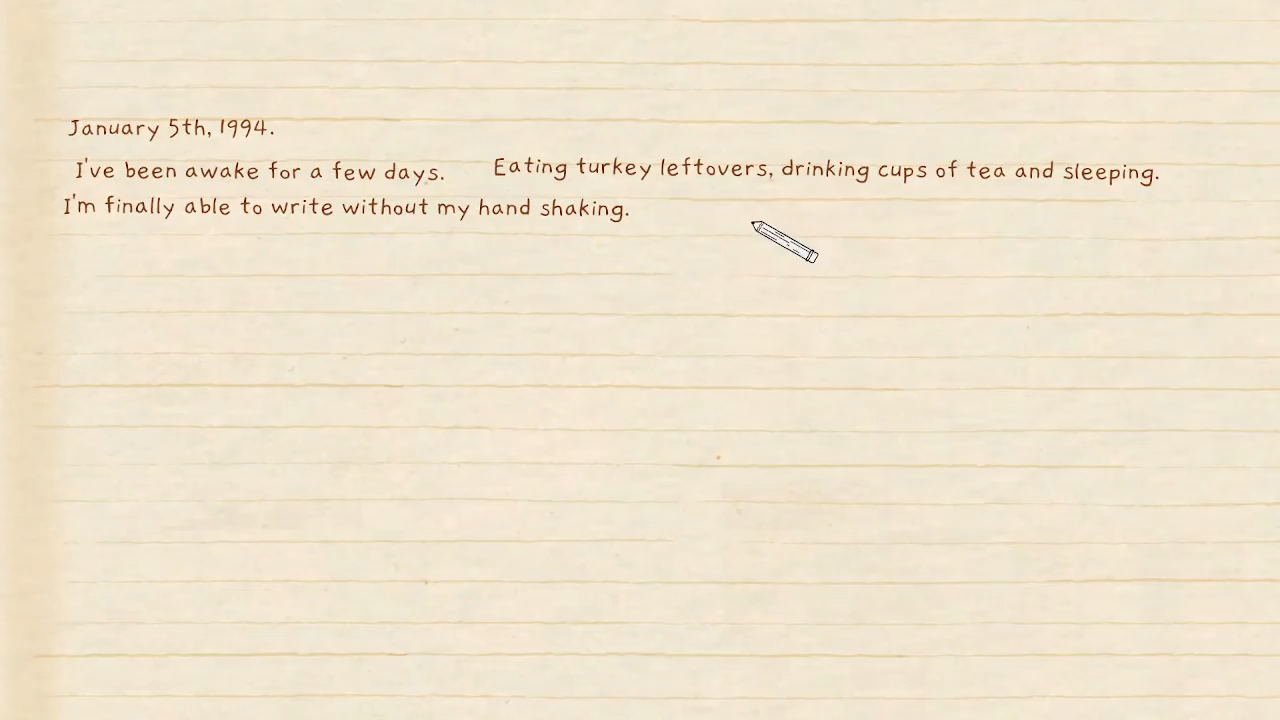 January 5th, 1994.
I've been awake for a few days. Eating turkey leftovers, drinking cups of tea and sleeping.
I'm finally able to write without my hand shaking.